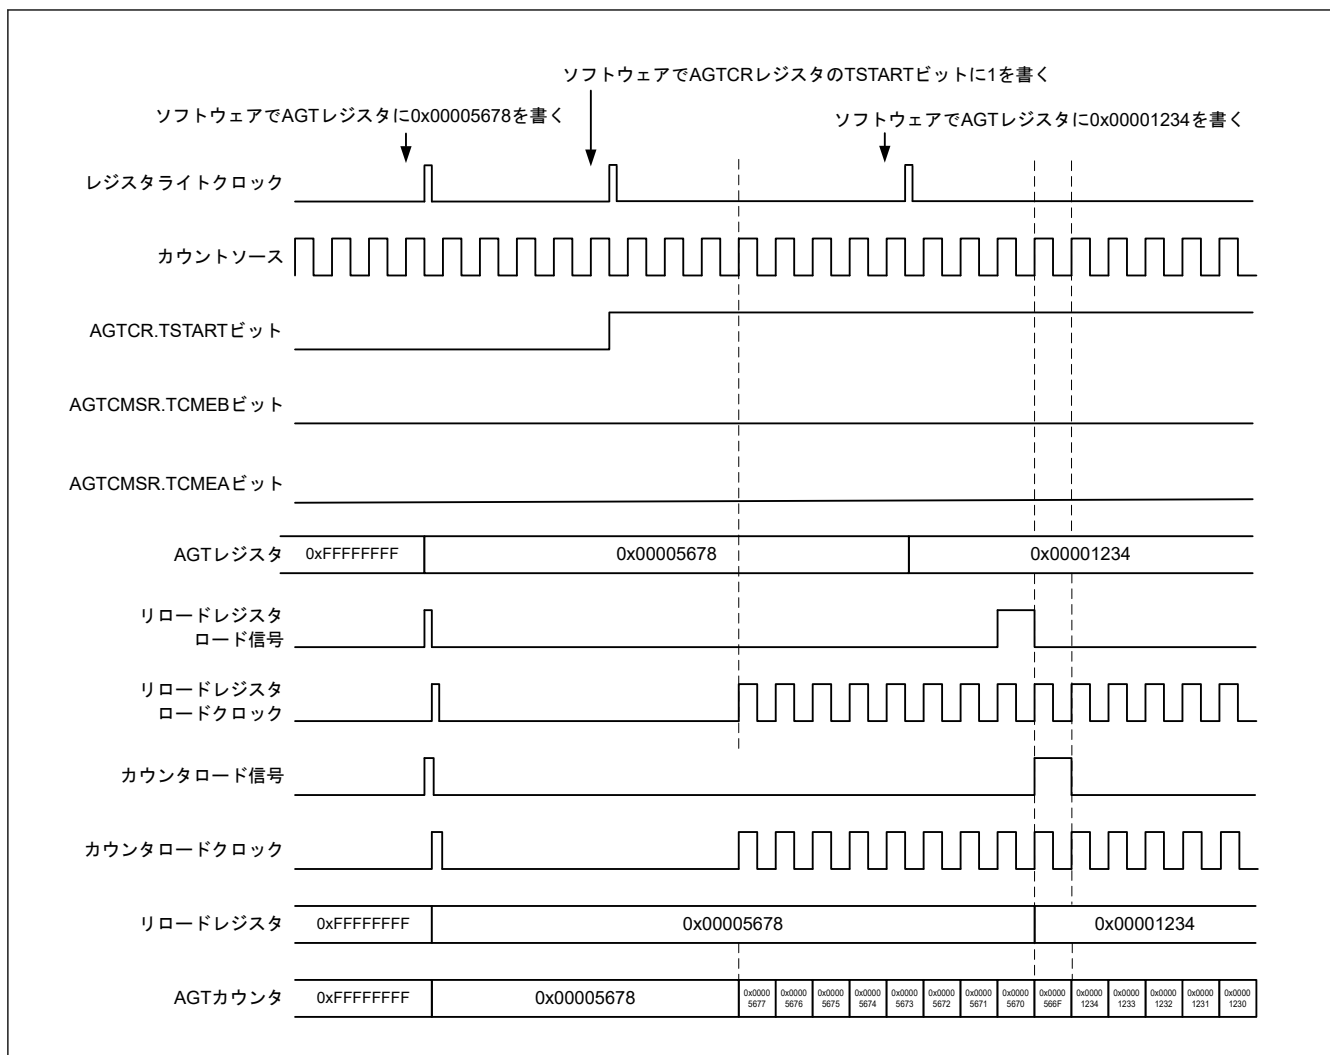 ソフトウェアでAGTCRレジスタのTSTARTビットに1を書く
ソフトウェアでAGTレジスタに0x00005678を書く
ソフトウェアでAGTレジスタに0x00001234を書く
レジスタライトクロック
カウントソース
AGTCR.TSTARTビット
AGTCMSR.TCMEBビット
AGTCMSR.TCMEAビット
AGTレジスタ 0xFFFFFFFF 0x00005678 0x00001234
リロードレジスタ
ロード信号
リロードレジスタ
ロードクロック
カウンタロード信号
カウンタロードクロック
リロードレジスタ 0xFFFFFFFF 0x00005678 0x00001234
AGTカウンタ 0xFFFFFFFF 0x00005678
0x0000 0x0000 0x0000 0x0000 0x0000 0x0000 0x0000 0x0000 0x0000 0x0000 0x0000 0x0000 0x0000 0x0000
5677 5676 5675 5674 5673 5672 5671 5670 566F 1234 1233 1232 1231 1230